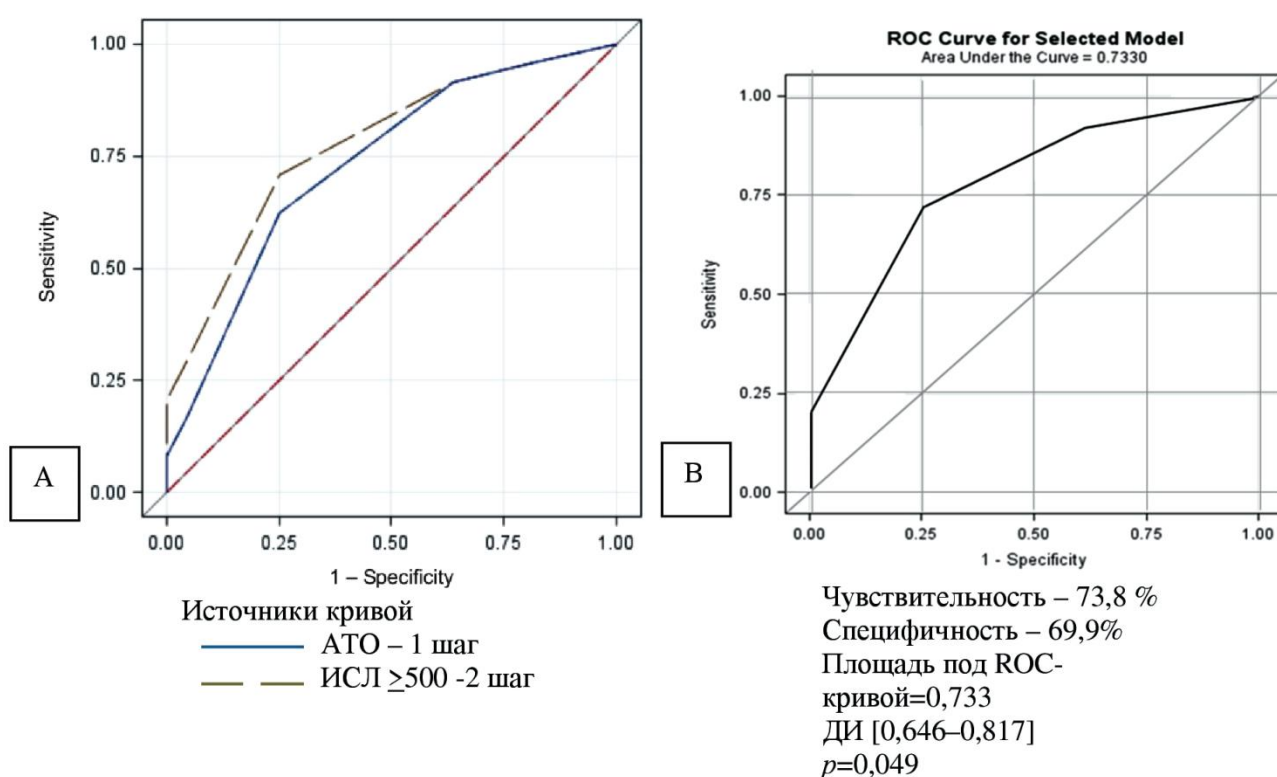 1.00
0.75
0.50
0.25
0.00
Sensitivity
0.00 0.25 0.50 0.75 1.00
1 – Specificity
A
Источники кривой
АТО – 1 шаг
ИСЛ ≥500 -2 шаг
ROC Curve for Selected Model
Area Under the Curve = 0.7330
1.00
0.75
0.50
0.25
0.00
Sensitivity
0.00 0.25 0.50 0.75 1.00
1 - Specificity
B
Чувствительность – 73,8 %
Специфичность – 69,9%
Площадь под ROC-
кривой=0,733
ДИ [0,646–0,817]
p=0,049